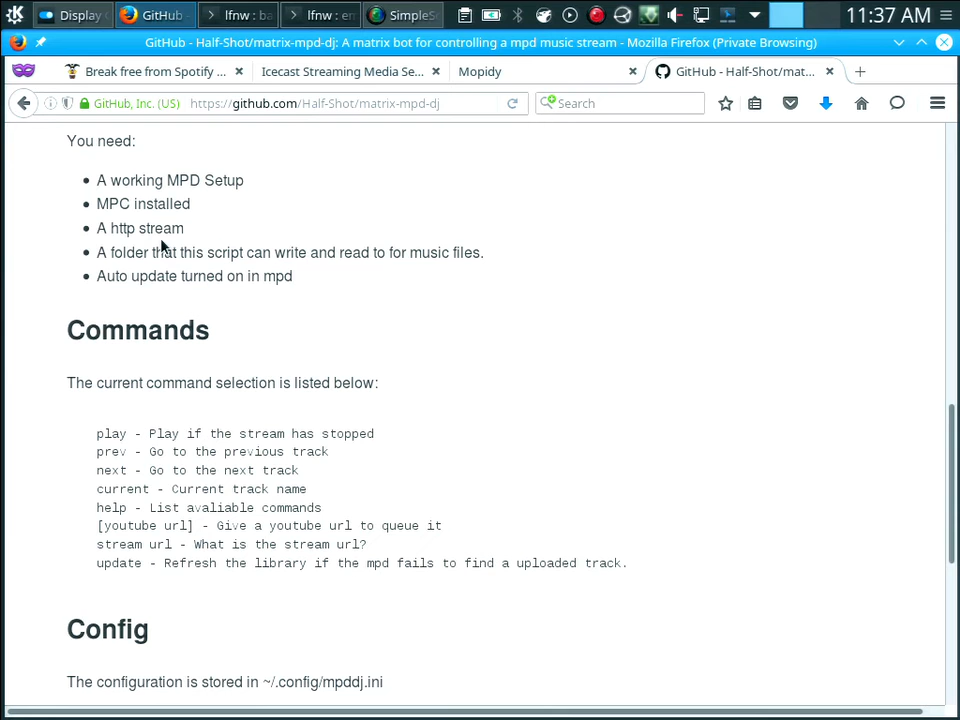 Display
GitHub -
lfnw : ba
lfnw : en
SimpleSc
11:37 AM
GitHub - Half-Shot/matrix-mpd-dj: A matrix bot for controlling a mpd music stream - Mozilla Firefox (Private Browsing)
Break free from Spotify ...
Icecast Streaming Media Se...
Mopidy
GitHub - Half-Shot/mat...
GitHub, Inc. (US)
https://github.com/Half-Shot/matrix-mpd-dj
Search
You need:
A working MPD Setup
MPC installed
A http stream
A folder that this script can write and read to for music files.
Auto update turned on in mpd
Commands
The current command selection is listed below:
play - Play if the stream has stopped
prev - Go to the previous track
next - Go to the next track
current - Current track name
help - List avaliable commands
[youtube url] - Give a youtube url to queue it
stream url - What is the stream url?
update - Refresh the library if the mpd fails to find a uploaded track.
Config
The configuration is stored in ~/.config/mpddj.ini